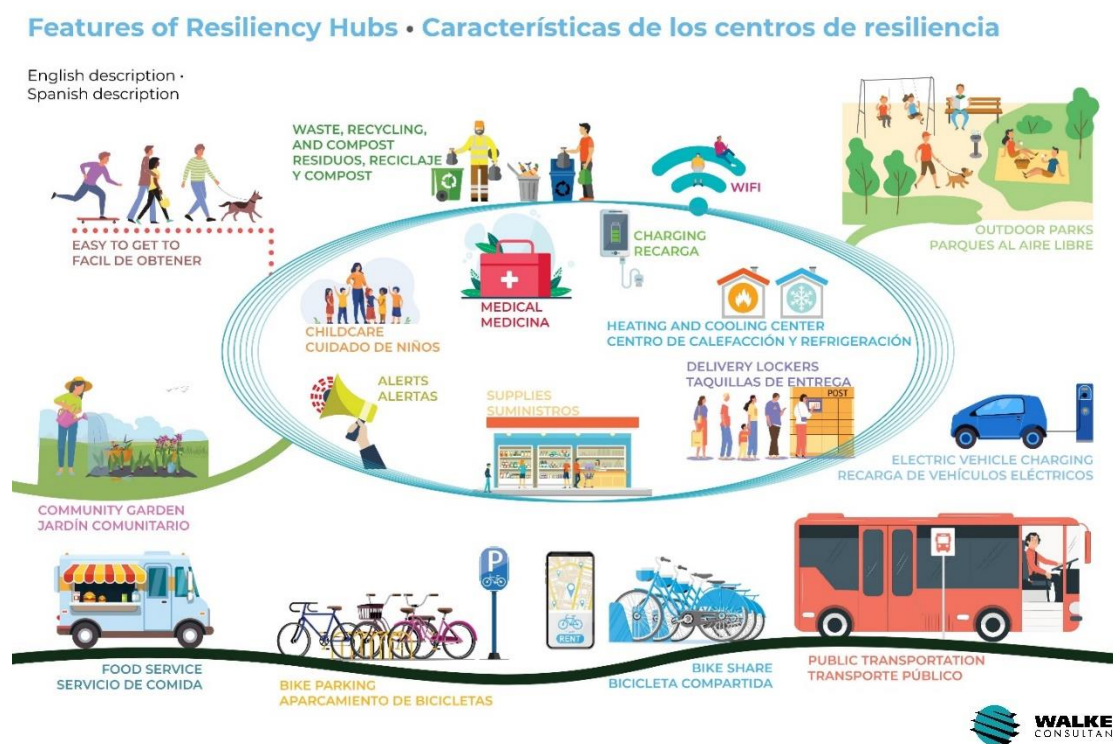 Features of Resiliency Hubs • Características de los centros de resiliencia
English description •
Spanish description
WASTE, RECYCLING,
AND COMPOST
RESIDUOS, RECICLAJE
Y COMPOST
WIFI
EASY TO GET TO
FACIL DE OBTENER
OUTDOOR PARKS
PARQUES AL AIRE LIBRE
CHARGING
RECARGA
MEDICAL
MEDICINA
CHILDCARE
CUIDADO DE NIÑOS
HEATING AND COOLING CENTER
CENTRO DE CALEFACCIÓN Y REFRIGERACIÓN
ALERTS
ALERTAS
SUPPLIES
SUMINISTROS
DELIVERY LOCKERS
TAQUILLAS DE ENTREGA
POST
ELECTRIC VEHICLE CHARGING
RECARGA DE VEHÍCULOS ELÉCTRICOS
COMMUNITY GARDEN
JARDÍN COMUNITARIO
P
RENT
FOOD SERVICE
SERVICIO DE COMIDA
BIKE PARKING
APARCAMIENTO DE BICICLETAS
BIKE SHARE
BICICLETA COMPARTIDA
PUBLIC TRANSPORTATION
TRANSPORTE PÚBLICO
WALKE
CONSULTAN